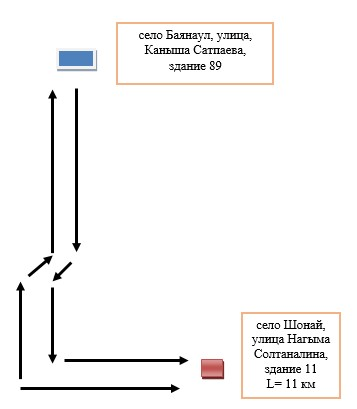 село Баянаул, улица,
Каныша Сатпаева,
здание 89
село Шонай,
улица Нагыма
Солтаналина,
здание 11
L= 11 км